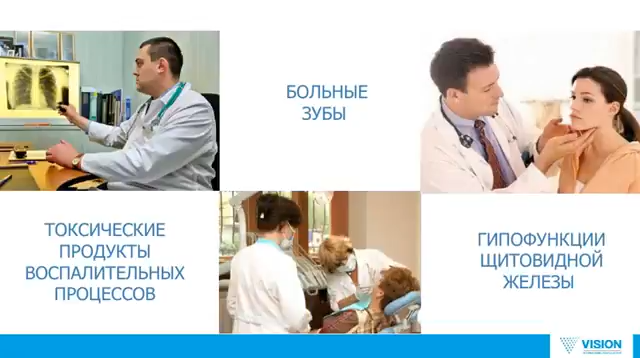 БОЛЬНЫЕ
ЗУБЫ
ТОКСИЧЕСКИЕ
ПРОДУКТЫ
ВОСПАЛИТЕЛЬНЫХ
ПРОЦЕССОВ
ГИПОФУНКЦИИ
ЩИТОВИДНОЙ
ЖЕЛЕЗЫ
VISION